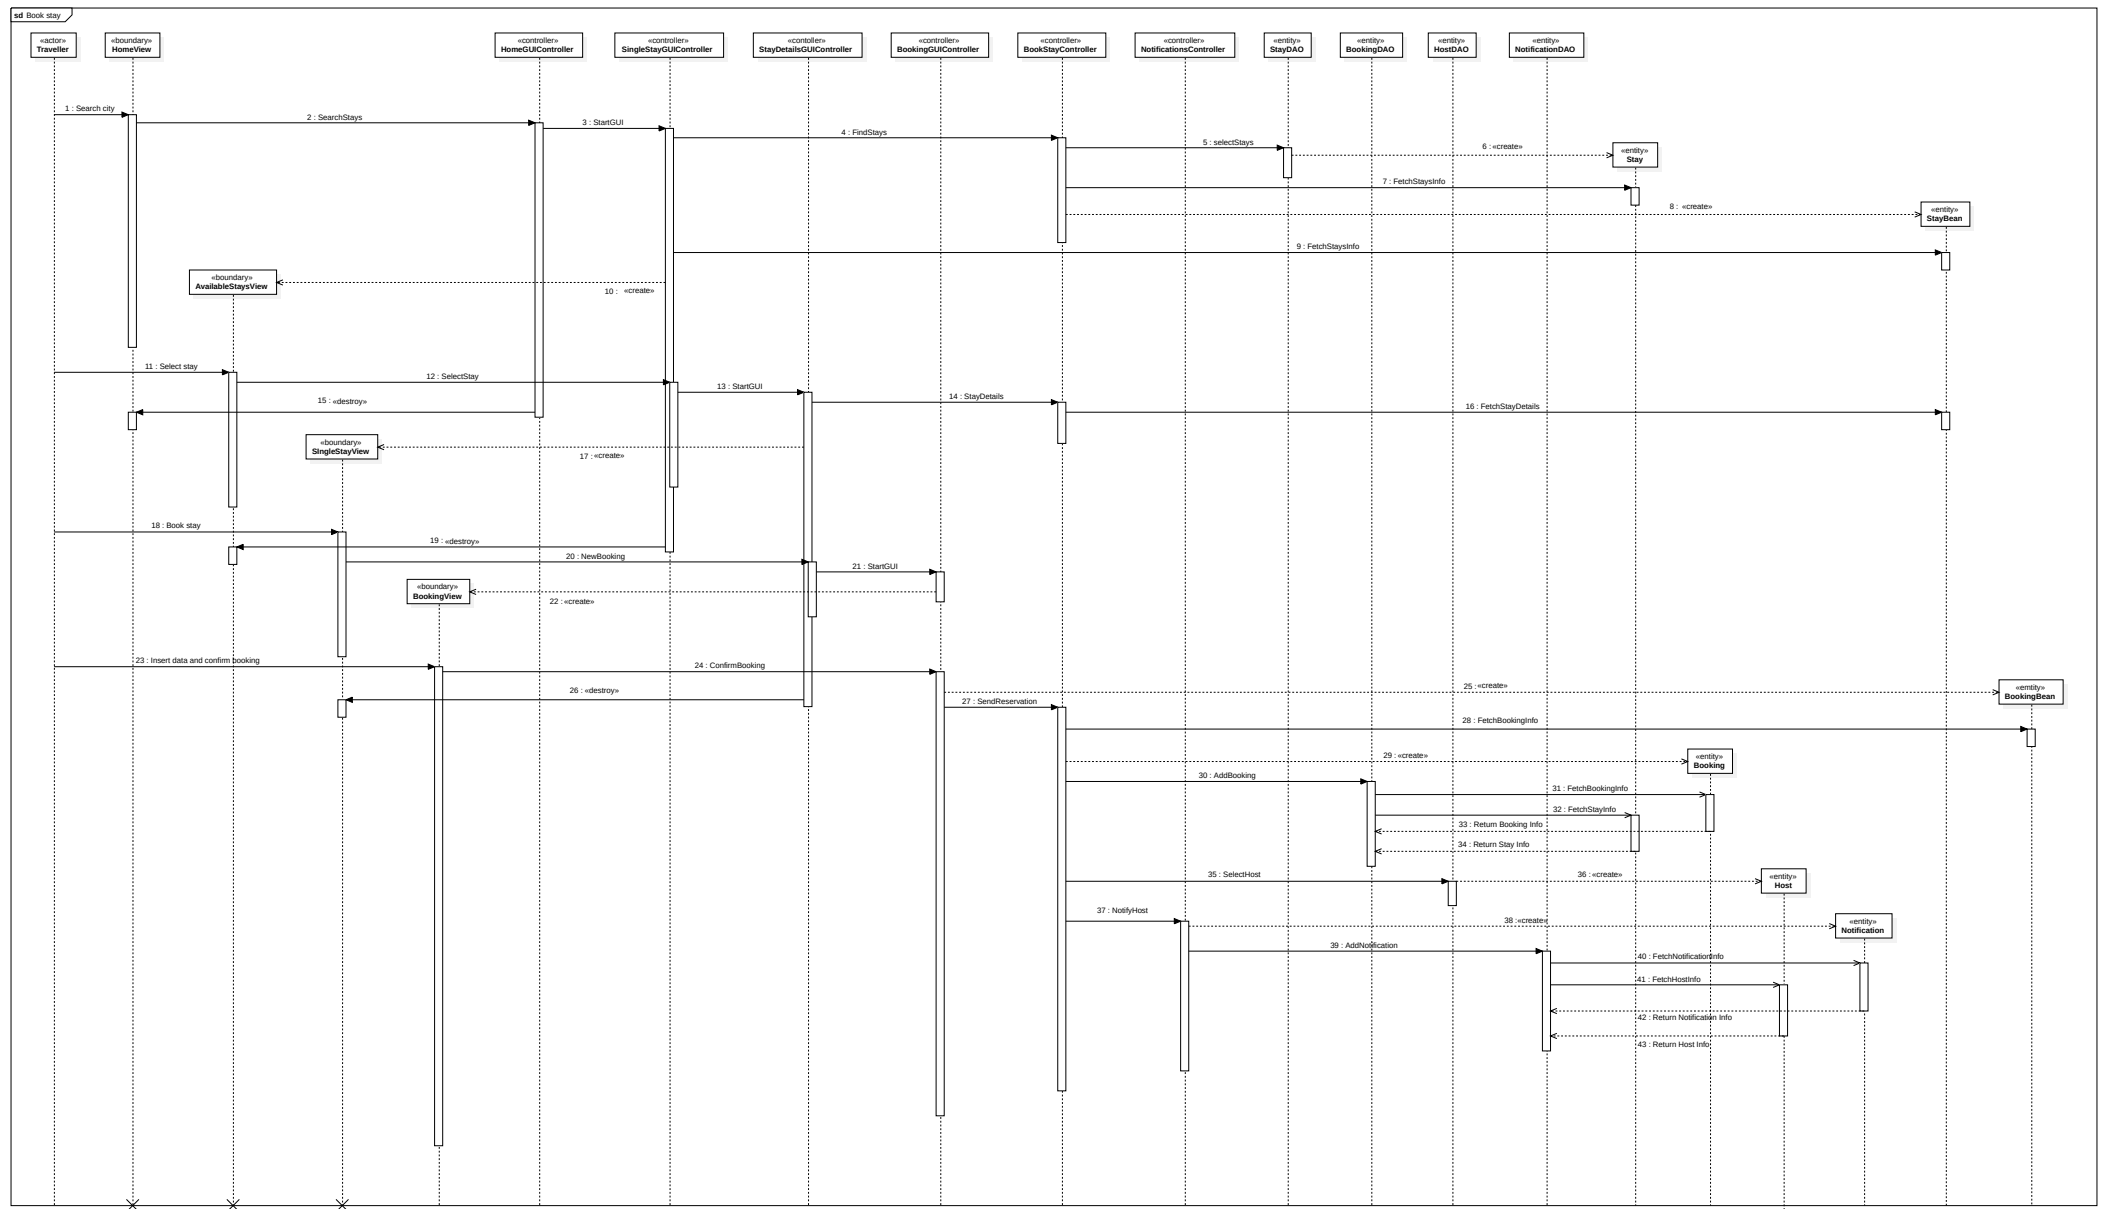 sd Book stay
«actor»
Traveller
«boundary»
HomeView
«controller»
HomeGUIController
«controller»
SingleStayGUIController
«contoller»
StayDetailsGUIController
«controller»
BookingGUIController
«controller»
BookStayController
«controller»
NotificationsController
«entity»
StayDAO
«entity»
BookingDAO
«entity»
HostDAO
«entity»
NotificationDAO
1 : Search city
2 : SearchStays
3 : StartGUI
4 : FindStays
5 : selectStays
6 : «create»
«entity»
Stay
7 : FetchStaysInfo
8 : «create»
«entity»
StayBean
9 : FetchStaysInfo
«boundary»
AvailableStaysView
10 : «create»
11 : Select stay
12 : SelectStay
13 : StartGUI
14 : StayDetails
15 : «destroy»
16 : FetchStayDetails
«boundary»
SIngleStayView
17 : «create»
18 : Book stay
19 : «destroy»
20 : NewBooking
21 : StartGUI
«boundary»
BookingView
22 : «create»
23 : Insert data and confirm booking
24 : ConfirmBooking
25 : «create»
«emtity»
BookingBean
26 : «destroy»
27 : SendReservation
28 : FetchBookingInfo
29 : «create»
«entity»
Booking
30 : AddBooking
31 : FetchBookingInfo
32 : FetchStayInfo
33 : Return Booking Info
34 : Return Stay Info
35 : SelectHost
36 : «create»
«entity»
Host
37 : NotifyHost
38 : «create»
«entity»
Notification
39 : AddNotification
40 : FetchNotificationInfo
41 : FetchHostInfo
42 : Return Notification Info
43 : Return Host Info